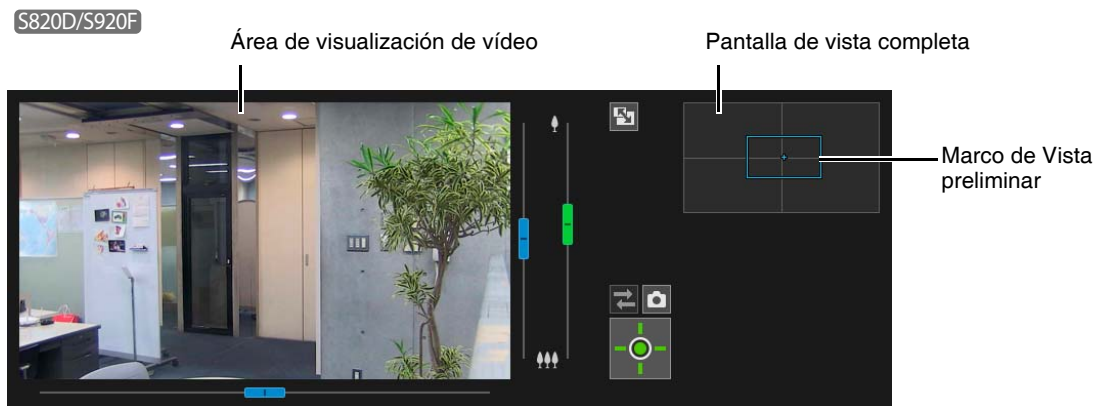 S820D/S920F
Área de visualización de vídeo
Pantalla de vista completa
Marco de Vista
preliminar